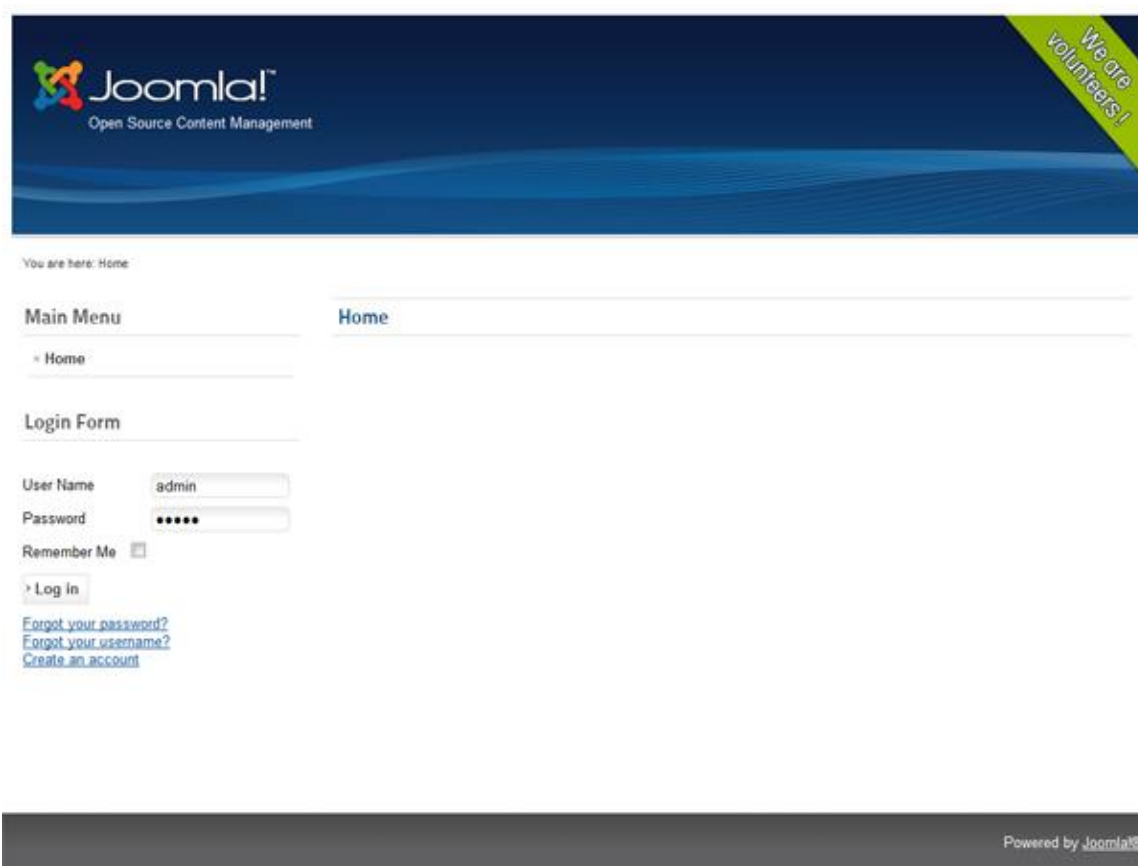 Joomla!™
Open Source Content Management
We are
volunteers!
You are here: Home
Main Menu
Home
Login Form
User Name admin
Password •••••
Remember Me
Log in
Forgot your password?
Forgot your username?
Create an account
Home
Powered by Joomla!®